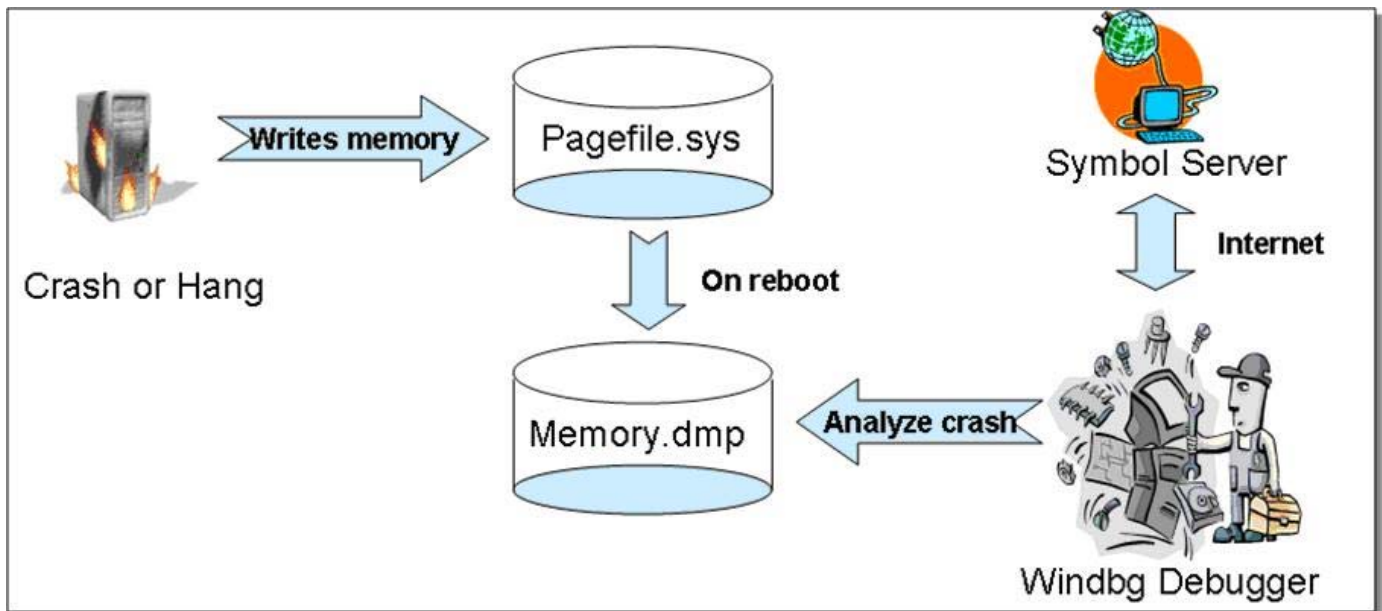 Writes memory
Pagefile.sys
Symbol Server
Crash or Hang
On reboot
Internet
Memory.dmp
Analyze crash
Windbg Debugger